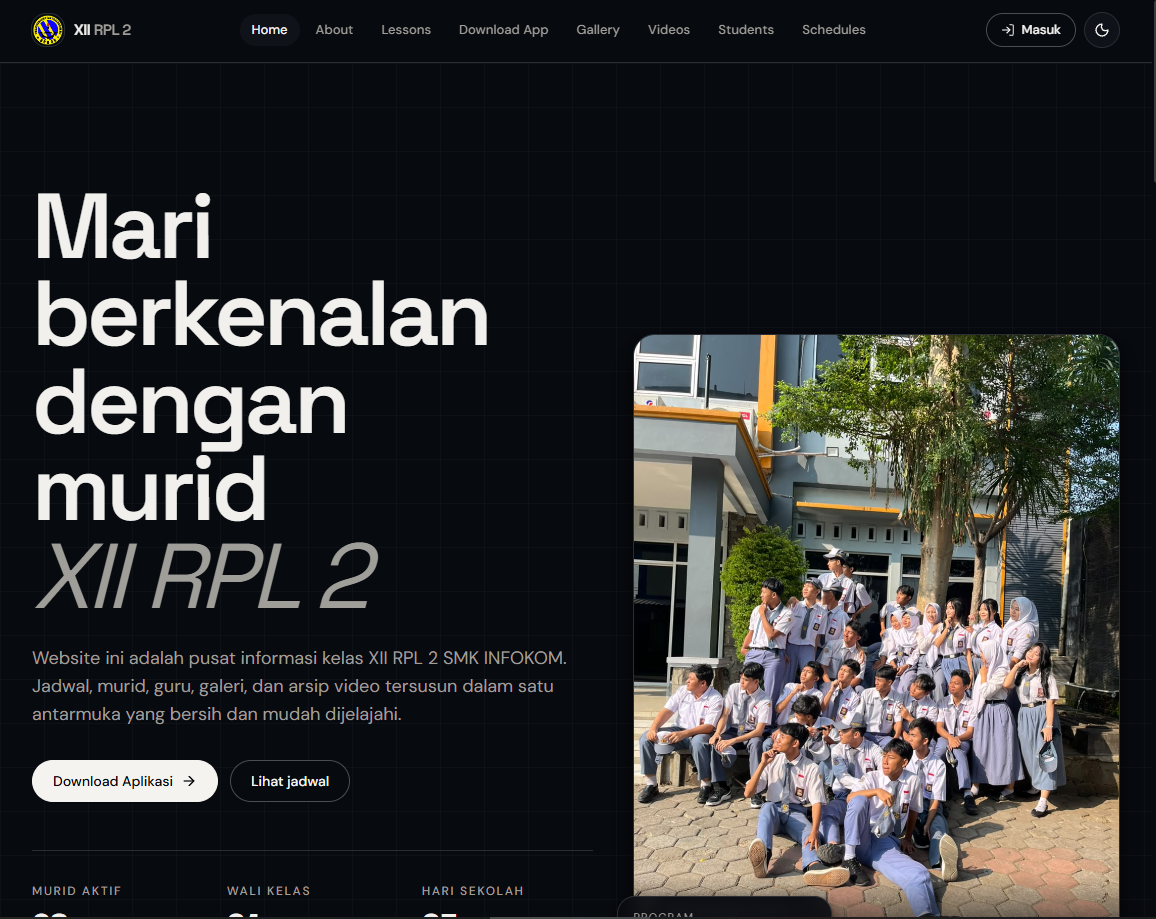 XII RPL 2
Home
About
Lessons
Download App
Gallery
Videos
Students
Schedules
Masuk
Mari
berkenalan
dengan
murid
XII RPL 2
Website ini adalah pusat informasi kelas XII RPL 2 SMK INFOKOM.
Jadwal, murid, guru, galeri, dan arsip video tersusun dalam satu
antarmuka yang bersih dan mudah dijelajahi.
Download Aplikasi
Lihat jadwal
MURID AKTIF
WALI KELAS
HARI SEKOLAH
PROGRAM